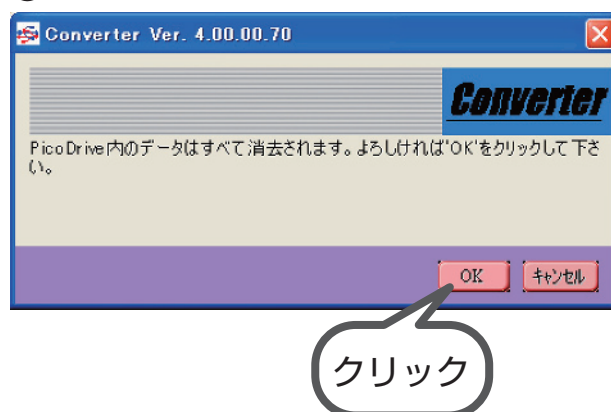 Converter Ver. 4.00.00.70
Converter
PicoDrive内のデータはすべて消去されます。よろしければ'OK'をクリックして下さ
い。
OK キャンセル
クリック